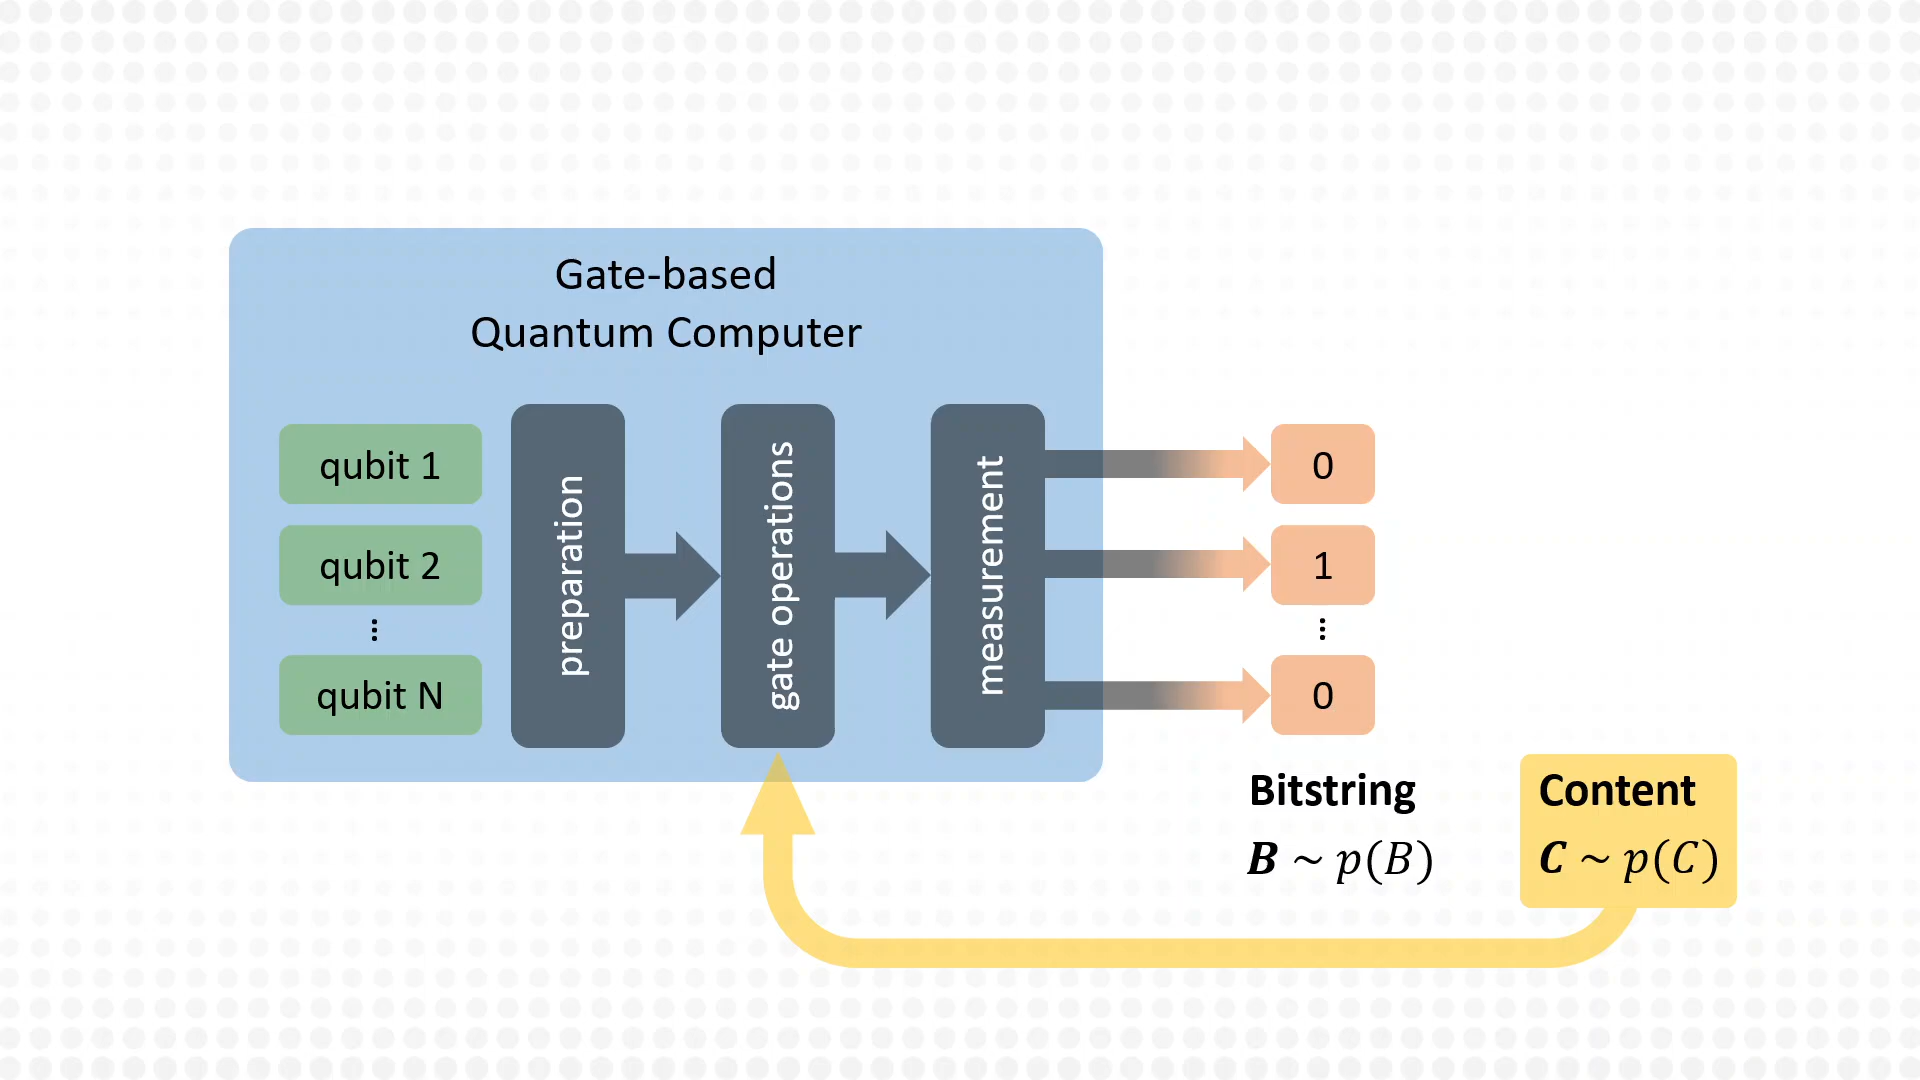 Gate-based
Quantum Computer
qubit 1
qubit 2
⋮
qubit N
preparation
gate operations
measurement
0
1
⋮
0
Bitstring
B ~ p(B)
Content
C ~ p(C)